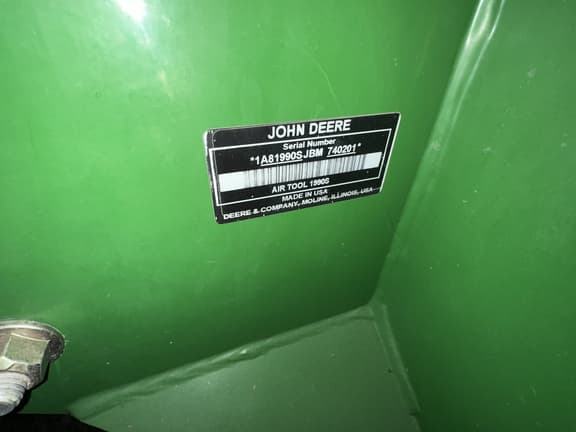 JOHN DEERE
Serial Number
*1A81990SJBM 740201*
AIR TOOL 1990S
MADE IN USA
DEERE & COMPANY, MOLINE, ILLINOIS, USA